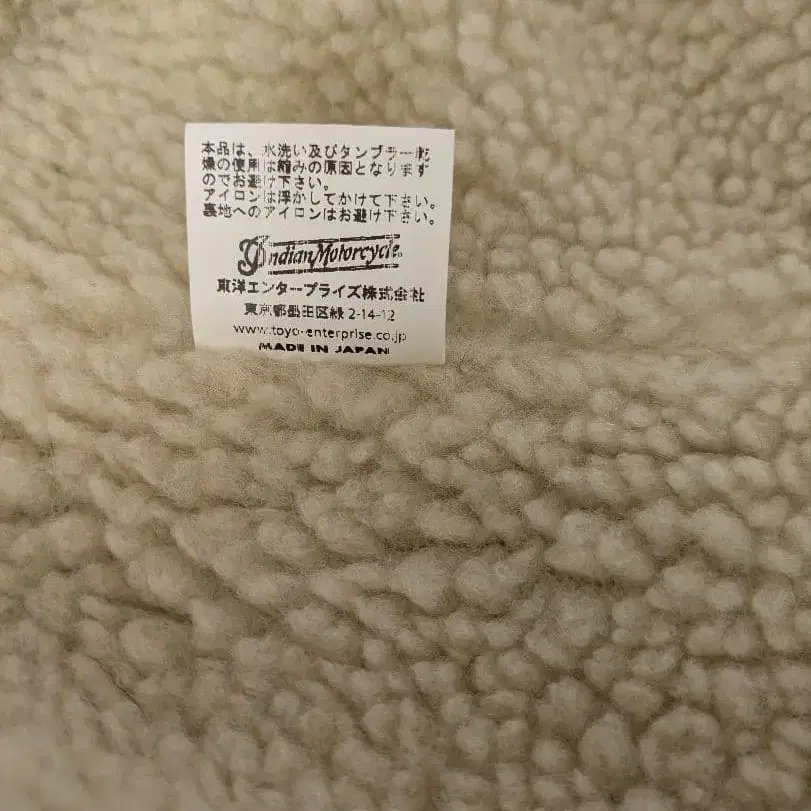 本品は、水洗い及びタンブラー乾
燥の使用は縮みの原因となります
のでお避け下さい。
アイロンは浮かしてかけて下さい。
裏地へのアイロンはお避け下さい。
Indian Motorcycle
東洋エンタープライズ株式会社
東京都墨田区緑 2-14-12
www.toyo-enterprise.co.jp
MADE IN JAPAN